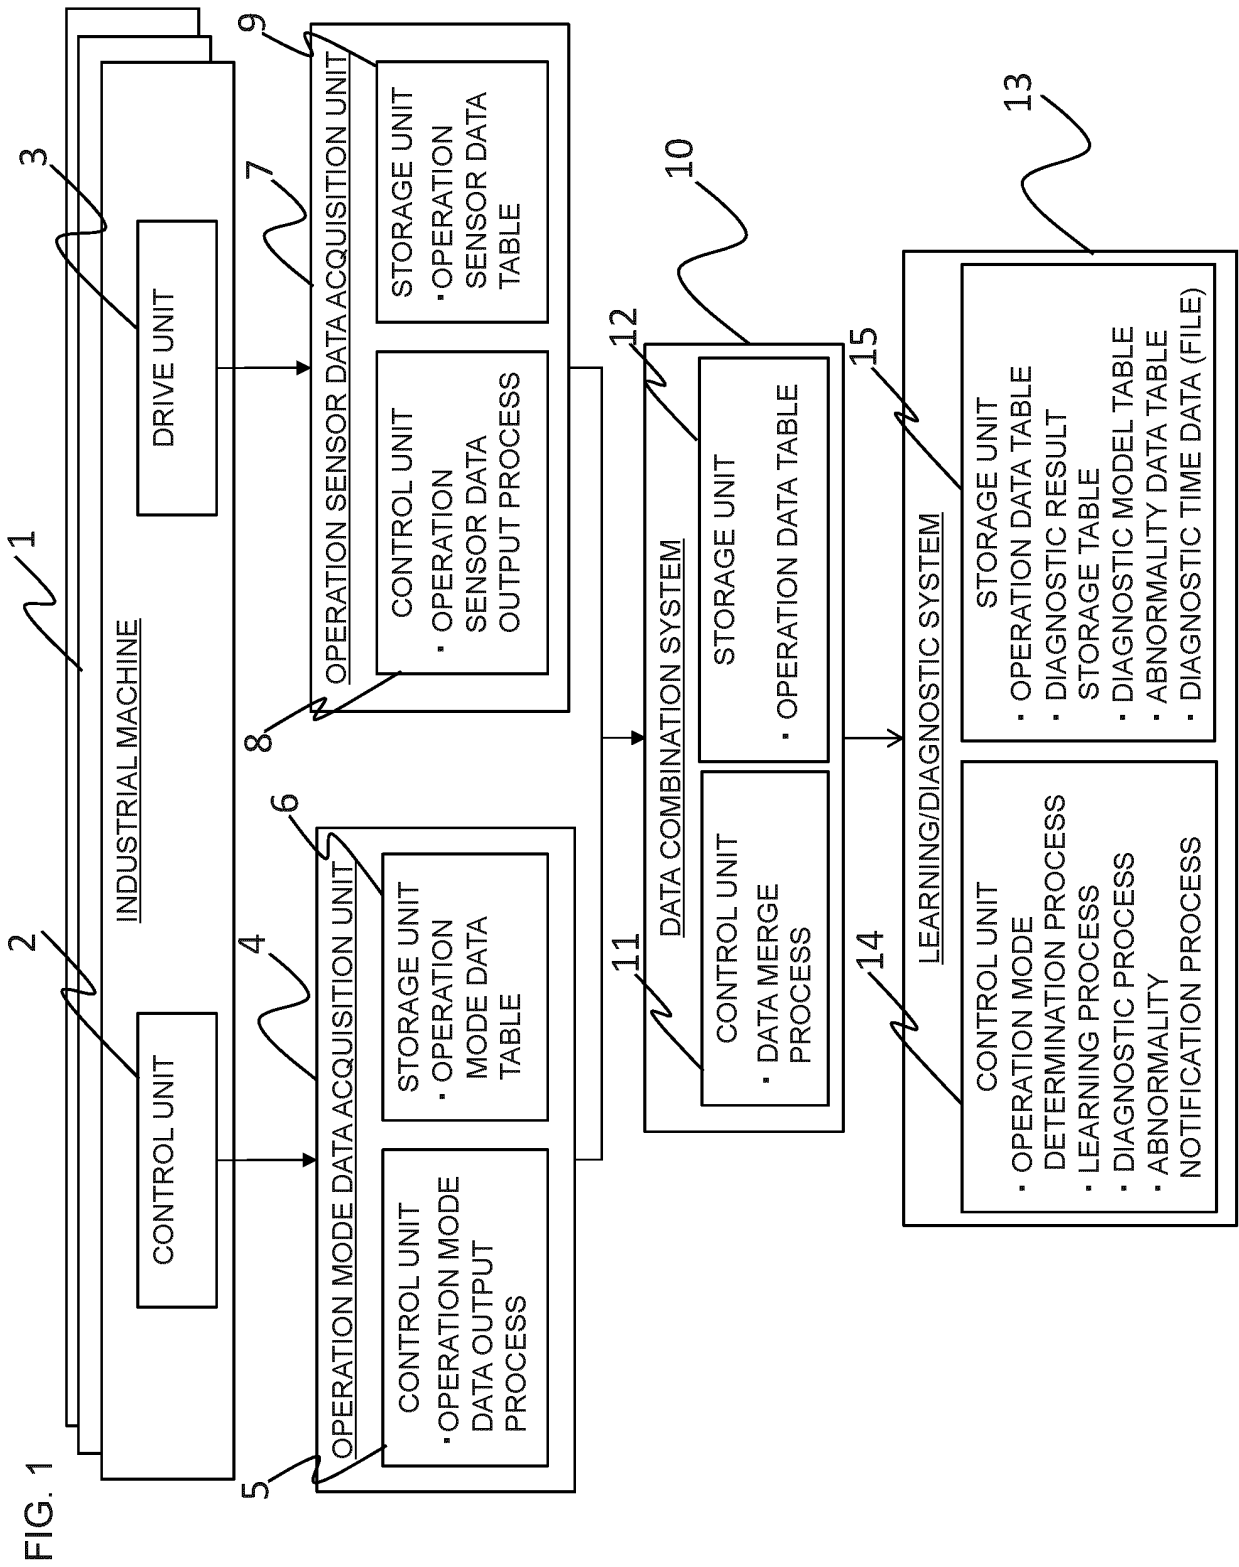 FIG. 1
1
INDUSTRIAL MACHINE
2
CONTROL UNIT
3
DRIVE UNIT
4
OPERATION MODE DATA ACQUISITION UNIT
5
CONTROL UNIT
· OPERATION MODE
DATA OUTPUT
PROCESS
6
STORAGE UNIT
· OPERATION
MODE DATA
TABLE
7
OPERATION SENSOR DATA ACQUISITION UNIT
8
CONTROL UNIT
· OPERATION
SENSOR DATA
OUTPUT PROCESS
9
STORAGE UNIT
· OPERATION
SENSOR DATA
TABLE
10
DATA COMBINATION SYSTEM
11
CONTROL UNIT
· DATA MERGE
PROCESS
12
STORAGE UNIT
· OPERATION DATA TABLE
13
LEARNING/DIAGNOSTIC SYSTEM
14
CONTROL UNIT
· OPERATION MODE
DETERMINATION PROCESS
· LEARNING PROCESS
· DIAGNOSTIC PROCESS
· ABNORMALITY
NOTIFICATION PROCESS
15
STORAGE UNIT
· OPERATION DATA TABLE
· DIAGNOSTIC RESULT
STORAGE TABLE
· DIAGNOSTIC MODEL TABLE
· ABNORMALITY DATA TABLE
· DIAGNOSTIC TIME DATA (FILE)